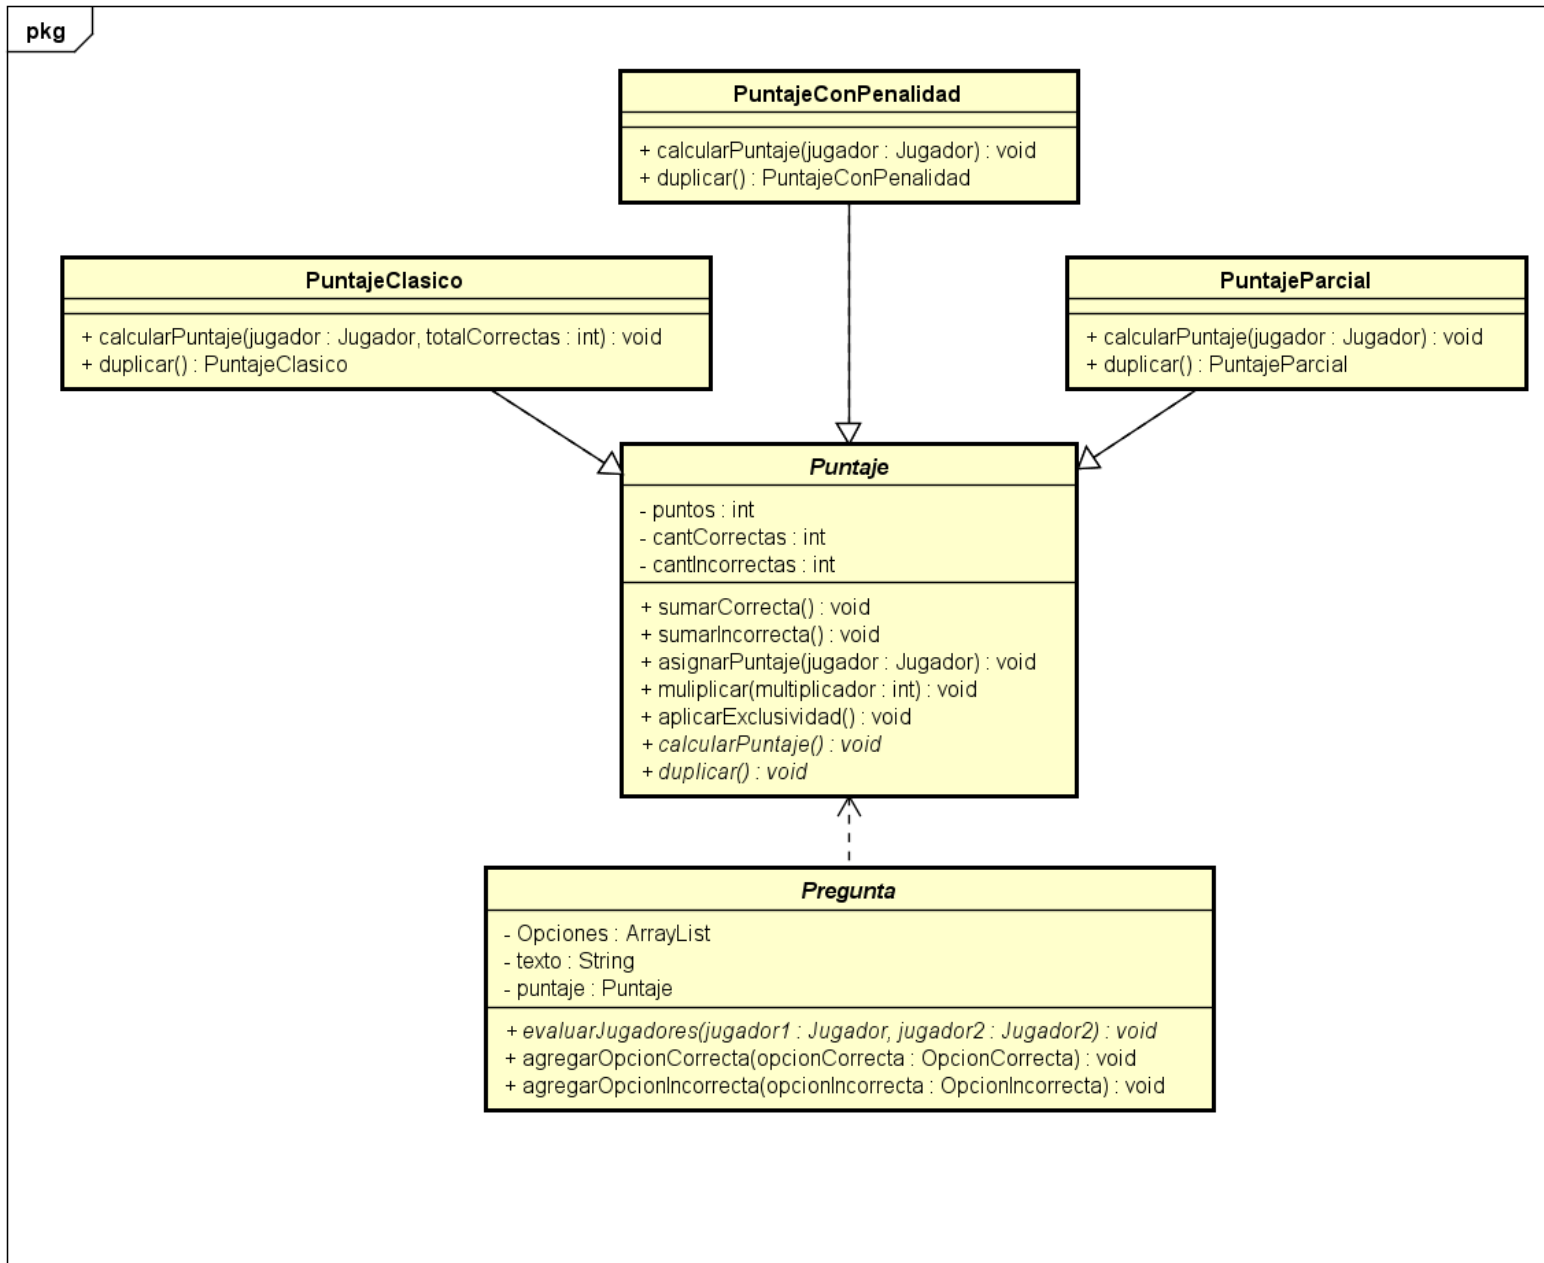 pkg
PuntajeConPenalidad
+ calcularPuntaje(jugador : Jugador) : void
+ duplicar() : PuntajeConPenalidad
PuntajeClasico
+ calcularPuntaje(jugador : Jugador, totalCorrectas : int) : void
+ duplicar() : PuntajeClasico
PuntajeParcial
+ calcularPuntaje(jugador : Jugador) : void
+ duplicar() : PuntajeParcial
Puntaje
- puntos : int
- cantCorrectas : int
- cantIncorrectas : int
+ sumarCorrecta() : void
+ sumarIncorrecta() : void
+ asignarPuntaje(jugador : Jugador) : void
+ muliplicar(multiplicador : int) : void
+ aplicarExclusividad() : void
+ calcularPuntaje() : void
+ duplicar() : void
Pregunta
- Opciones : ArrayList
- texto : String
- puntaje : Puntaje
+ evaluarJugadores(jugador1 : Jugador, jugador2 : Jugador2) : void
+ agregarOpcionCorrecta(opcionCorrecta : OpcionCorrecta) : void
+ agregarOpcionIncorrecta(opcionIncorrecta : OpcionIncorrecta) : void